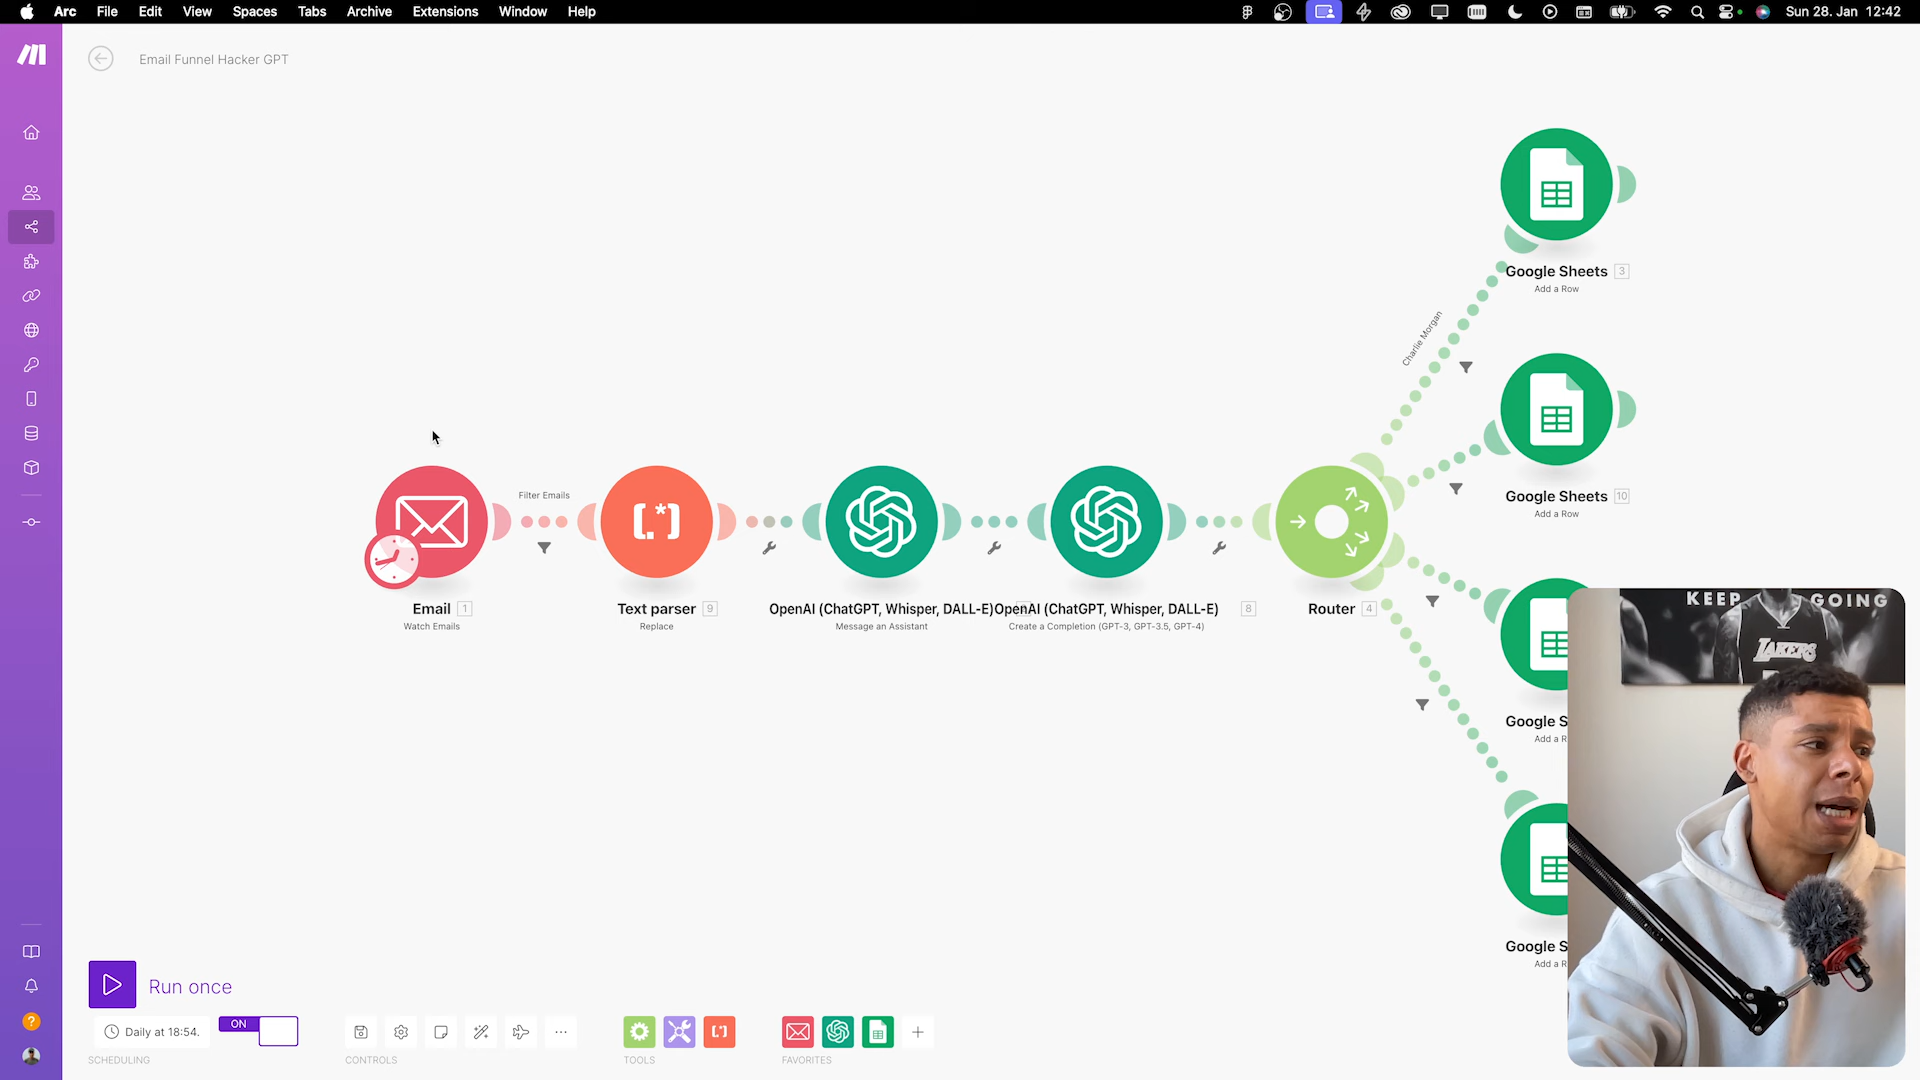 Arc File Edit View Spaces Tabs Archive Extensions Window Help Sun 28. Jan 12:42
Email Funnel Hacker GPT
Google Sheets 3
Add a Row
Charlie Morgan
Google Sheets 10
Add a Row
Filter Emails
[.*]
Email 1
Watch Emails
Text parser 9
Replace
OpenAI (ChatGPT, Whisper, DALL-E)
Message an Assistant
OpenAI (ChatGPT, Whisper, DALL-E) 8
Create a Completion (GPT-3, GPT-3.5, GPT-4)
Router 4
KEEP GOING
LAKERS
Google S
Add a R
Google S
Add a R
Run once
Daily at 18:54.
ON
SCHEDULING
CONTROLS
TOOLS
FAVORITES